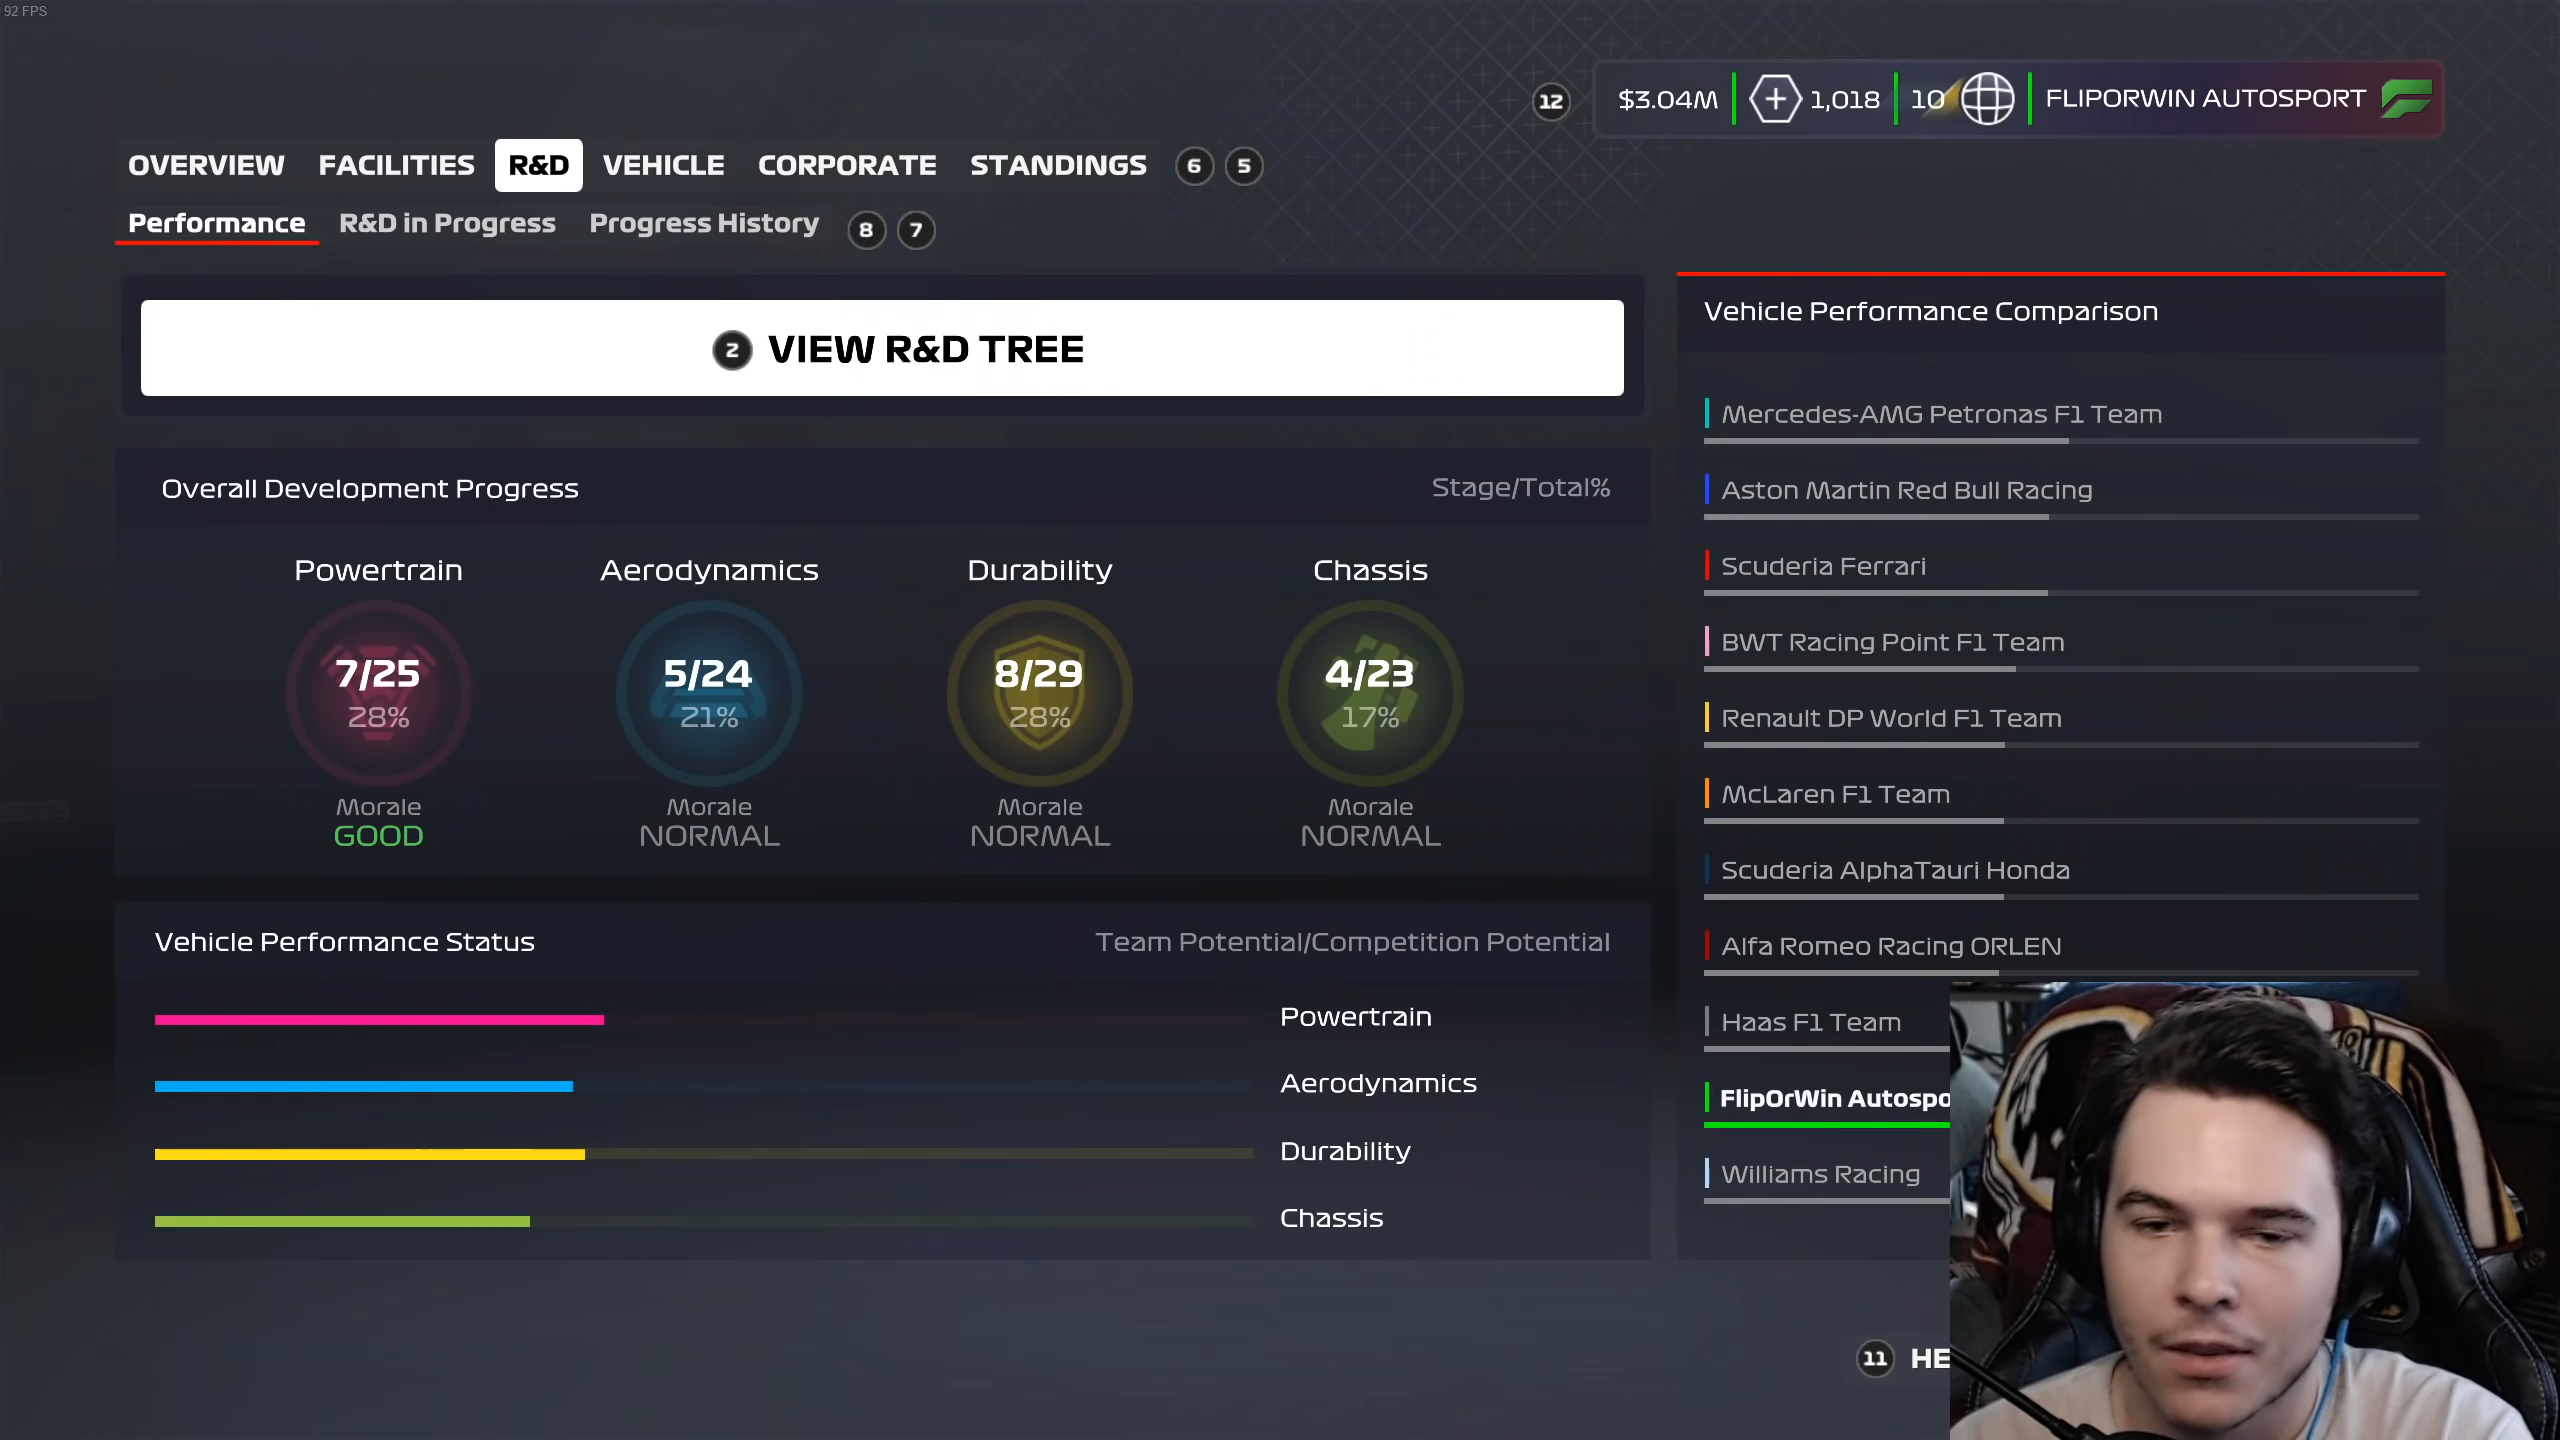 92 FPS
12 $3.04M 1,018 10 FLIPORWIN AUTOSPORT
OVERVIEW FACILITIES R&D VEHICLE CORPORATE STANDINGS 6 5
Performance R&D in Progress Progress History 8 7
2 VIEW R&D TREE
Overall Development Progress Stage/Total%
Powertrain Aerodynamics Durability Chassis
7/25 5/24 8/29 4/23
28% 21% 28% 17%
Morale Morale Morale Morale
GOOD NORMAL NORMAL NORMAL
Vehicle Performance Status Team Potential/Competition Potential
Powertrain
Aerodynamics
Durability
Chassis
Vehicle Performance Comparison
Mercedes-AMG Petronas F1 Team
Aston Martin Red Bull Racing
Scuderia Ferrari
BWT Racing Point F1 Team
Renault DP World F1 Team
McLaren F1 Team
Scuderia AlphaTauri Honda
Alfa Romeo Racing ORLEN
Haas F1 Team
FlipOrWin Autospo
Williams Racing
11 HE